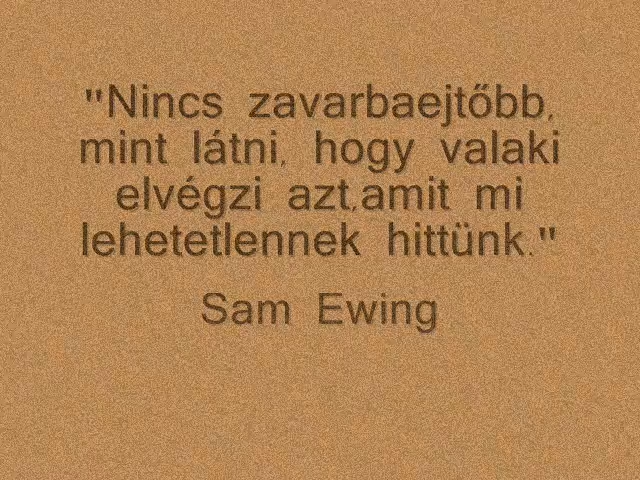 "Nincs zavarbaejtőbb,
mint látni, hogy valaki
elvégzi azt,amit mi
lehetetlennek hittünk."
Sam Ewing